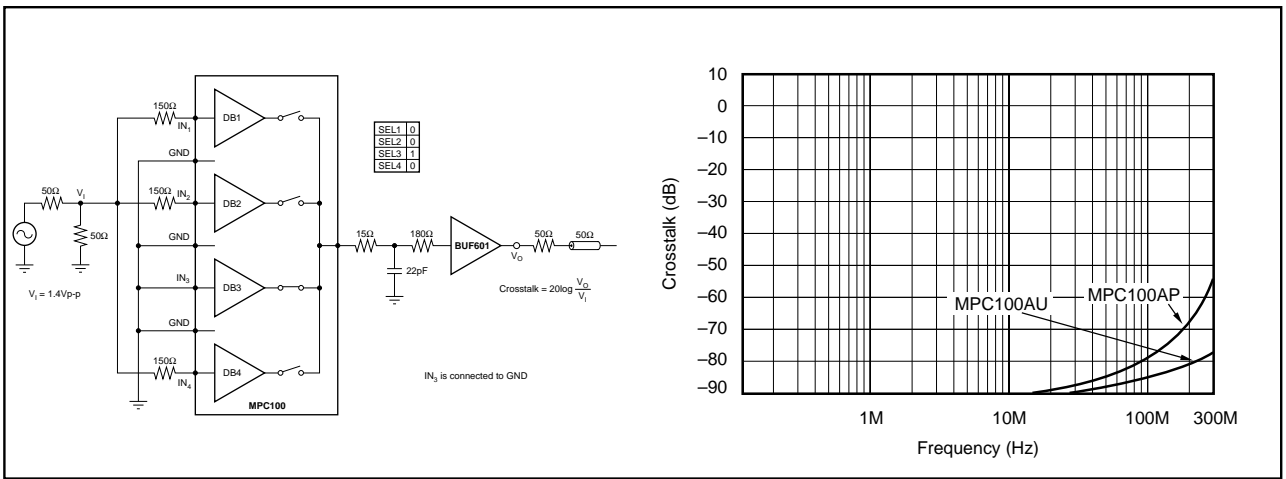 150Ω
IN1
DB1
GND
SEL1 0
SEL2 0
SEL3 1
SEL4 0
50Ω
VI
150Ω
IN2
DB2
50Ω
GND
15Ω
180Ω
BUF601
50Ω
50Ω
VO
22pF
Crosstalk = 20log VO
VI
VI = 1.4Vp-p
IN3
DB3
GND
150Ω
IN4
DB4
IN3 is connected to GND
MPC100
10
0
–10
–20
–30
–40
–50
–60
–70
–80
–90
Crosstalk (dB)
MPC100AU
MPC100AP
1M
10M
100M
300M
Frequency (Hz)